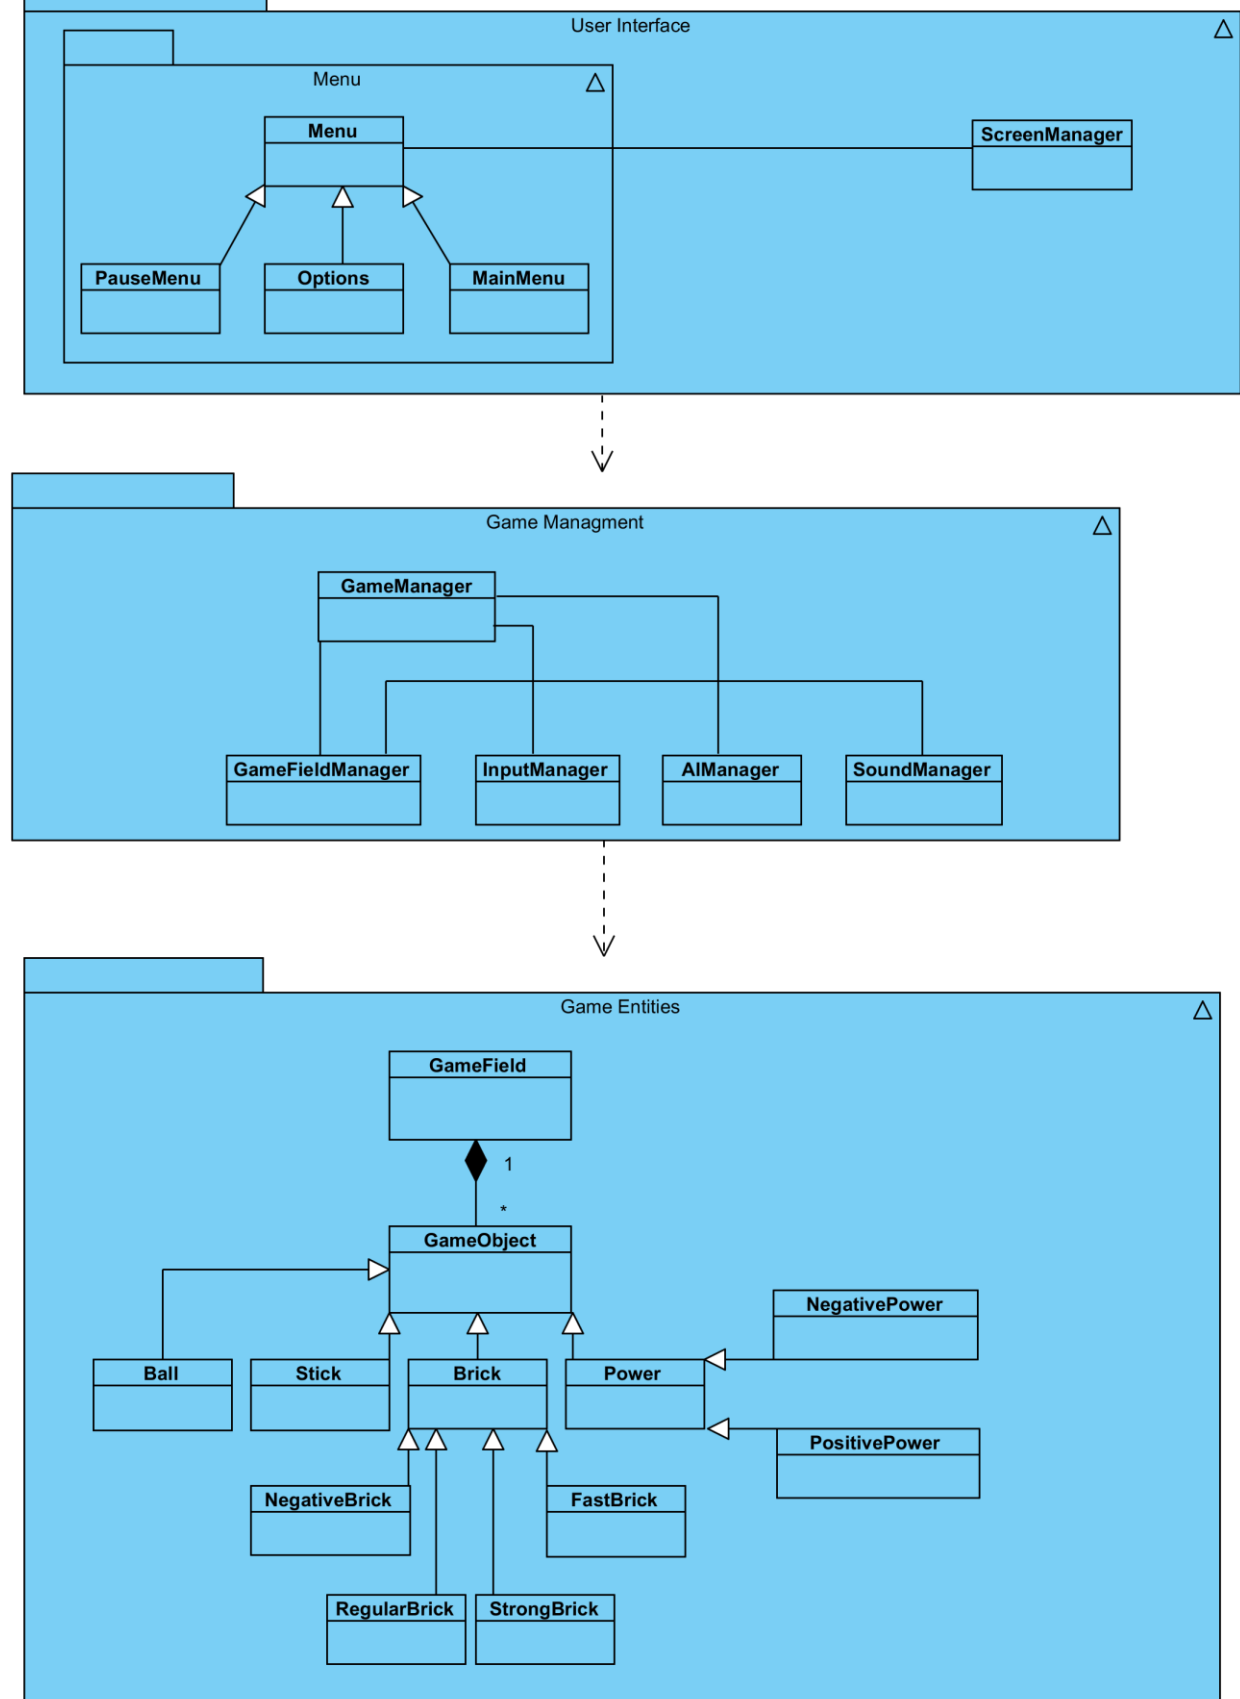 User Interface
Menu
Menu
ScreenManager
PauseMenu
Options
MainMenu
Game Managment
GameManager
GameFieldManager
InputManager
AIManager
SoundManager
Game Entities
GameField
1
*
GameObject
NegativePower
Ball
Stick
Brick
Power
PositivePower
NegativeBrick
FastBrick
RegularBrick
StrongBrick